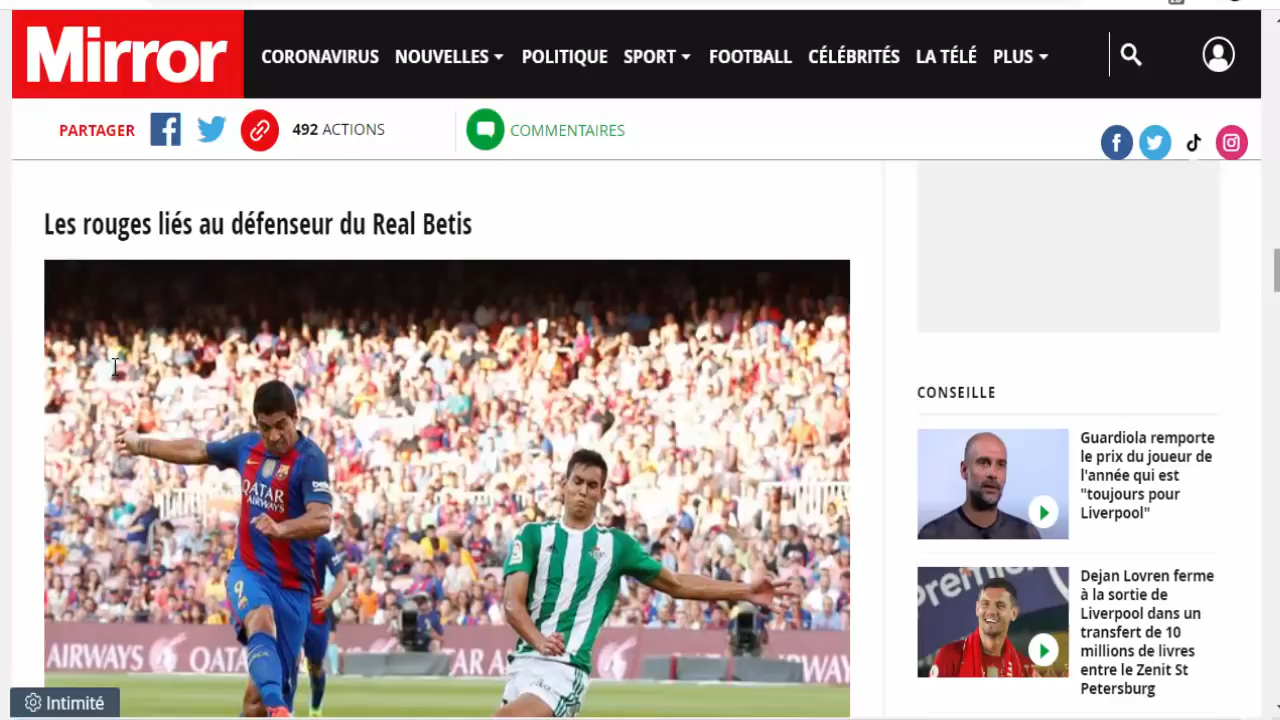 Mirror
CORONAVIRUS NOUVELLES POLITIQUE SPORT FOOTBALL CÉLÉBRITÉS LA TÉLÉ PLUS
PARTAGER 492 ACTIONS COMMENTAIRES
Les rouges liés au défenseur du Real Betis
QATAR
AIRWAYS
9
AIRWAYS QATA
CONSEILLE
Guardiola remporte
le prix du joueur de
l'année qui est
"toujours pour
Liverpool"
Dejan Lovren ferme
à la sortie de
Liverpool dans un
transfert de 10
millions de livres
entre le Zenit St
Petersburg
Intimité